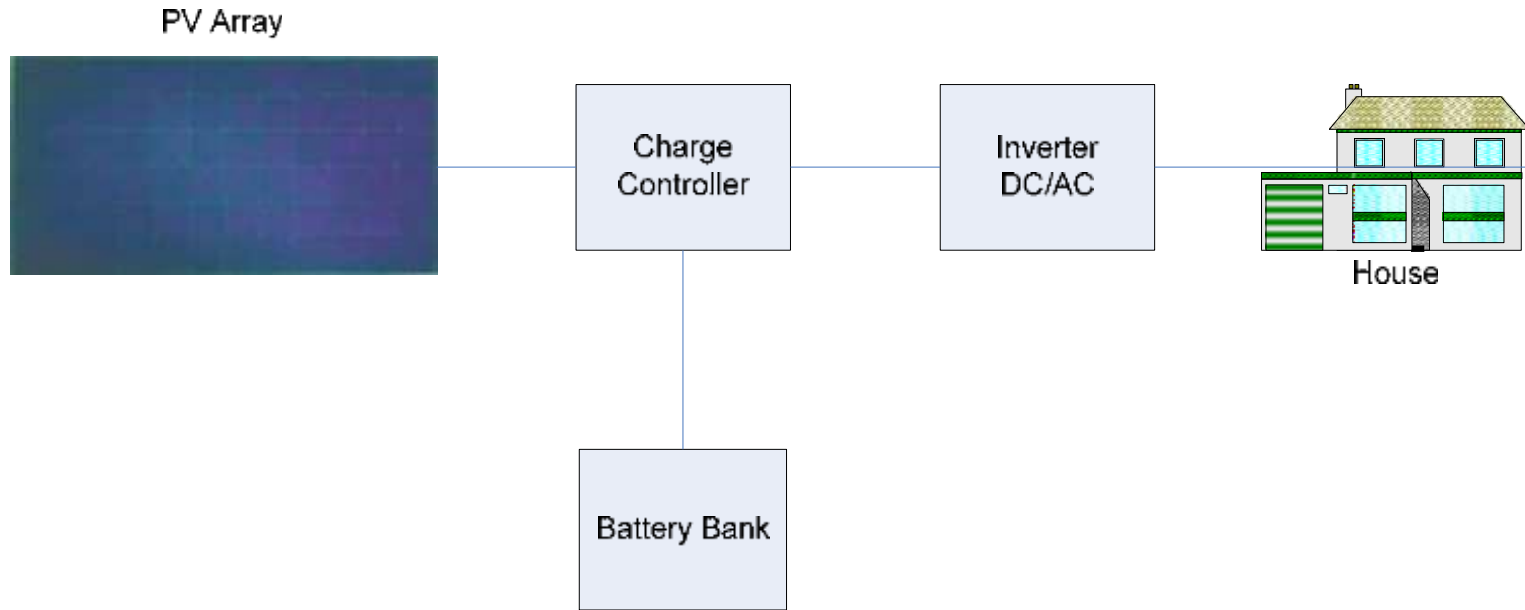 PV Array
Charge
Controller
Inverter
DC/AC
House
Battery Bank